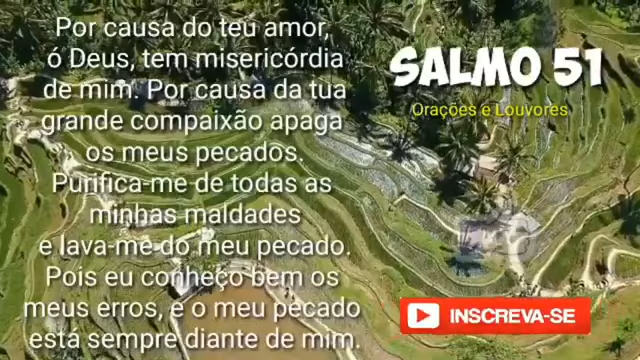 Por causa do teu amor,
ó Deus, tem misericórdia
de mim. Por causa da tua
grande compaixão apaga
os meus pecados.
Purifica-me de todas as
minhas maldades
e lava-me do meu pecado.
Pois eu conheço bem os
meus erros, e o meu pecado
está sempre diante de mim.
SALMO 51
Orações e Louvores
INSCREVA-SE